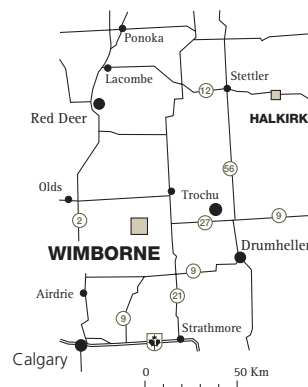 Ponoka
Lacombe
Stettler
12
Red Deer
HALKIRK
56
Olds
Trochu
2
27
9
WIMBORNE
Drumheller
9
Airdrie
21
9
Strathmore
Calgary
0 50 Km